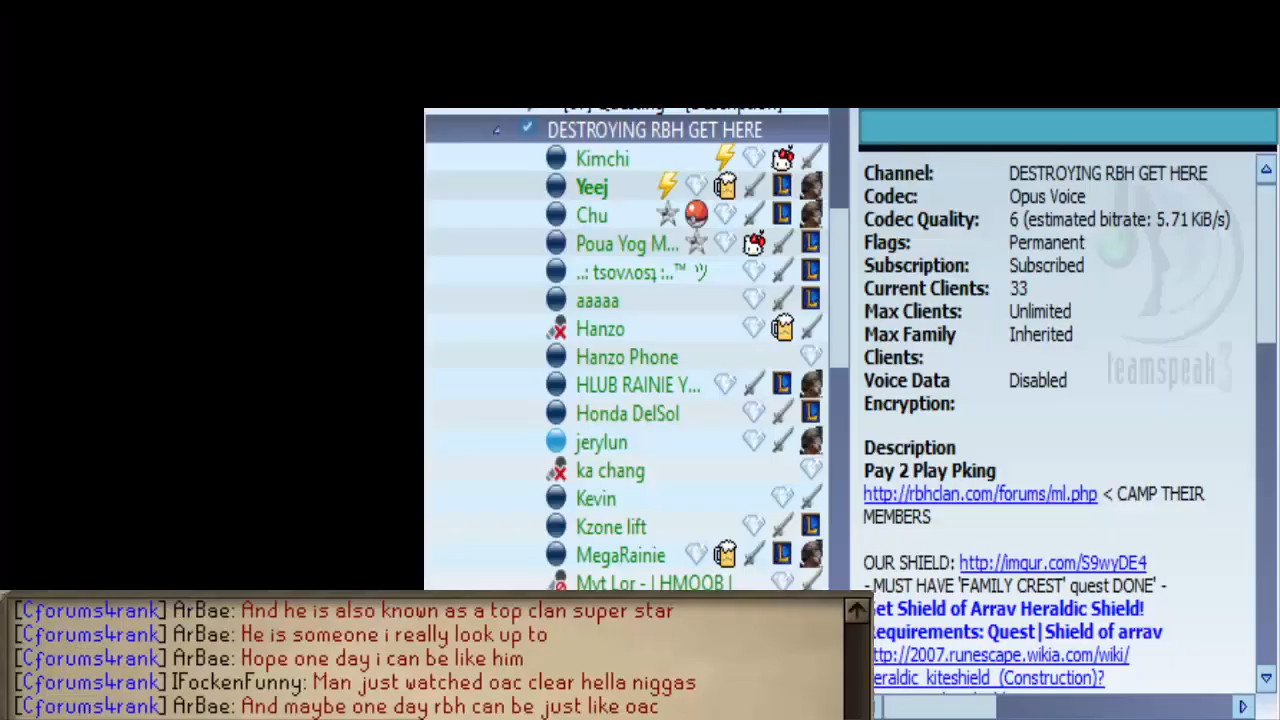 DESTROYING RBH GET HERE
Kimchi
Yeej
Chu
Poua Yog M...
aaaaa
Hanzo
Hanzo Phone
HLUB RAINIE Y...
Honda DelSol
jerylun
ka chang
Kevin
Kzone lift
MegaRainie
Myt Lor - | HMOOB |
Channel: DESTROYING RBH GET HERE
Codec: Opus Voice
Codec Quality: 6 (estimated bitrate: 5.71 KiB/s)
Flags: Permanent
Subscription: Subscribed
Current Clients: 33
Max Clients: Unlimited
Max Family Inherited
Clients:
Voice Data Disabled
Encryption:
teamspeak 3
Description
Pay 2 Play Pking
http://rbhclan.com/forums/ml.php < CAMP THEIR
MEMBERS
OUR SHIELD: http://imgur.com/S9wyDE4
- MUST HAVE 'FAMILY CREST' quest DONE' -
et Shield of Arrav Heraldic Shield!
equirements: Quest|Shield of arrav
ttp://2007.runescape.wikia.com/wiki/
eraldic_kiteshield_(Construction)?
[Cforums4rank] ArBae: And he is also known as a top clan super star
[Cforums4rank] ArBae: He is someone i really look up to
[Cforums4rank] ArBae: Hope one day i can be like him
[Cforums4rank] IFockenFunny: Man just watched oac clear hella niggas
[Cforums4rank] ArBae: And maybe one day rbh can be just like oac